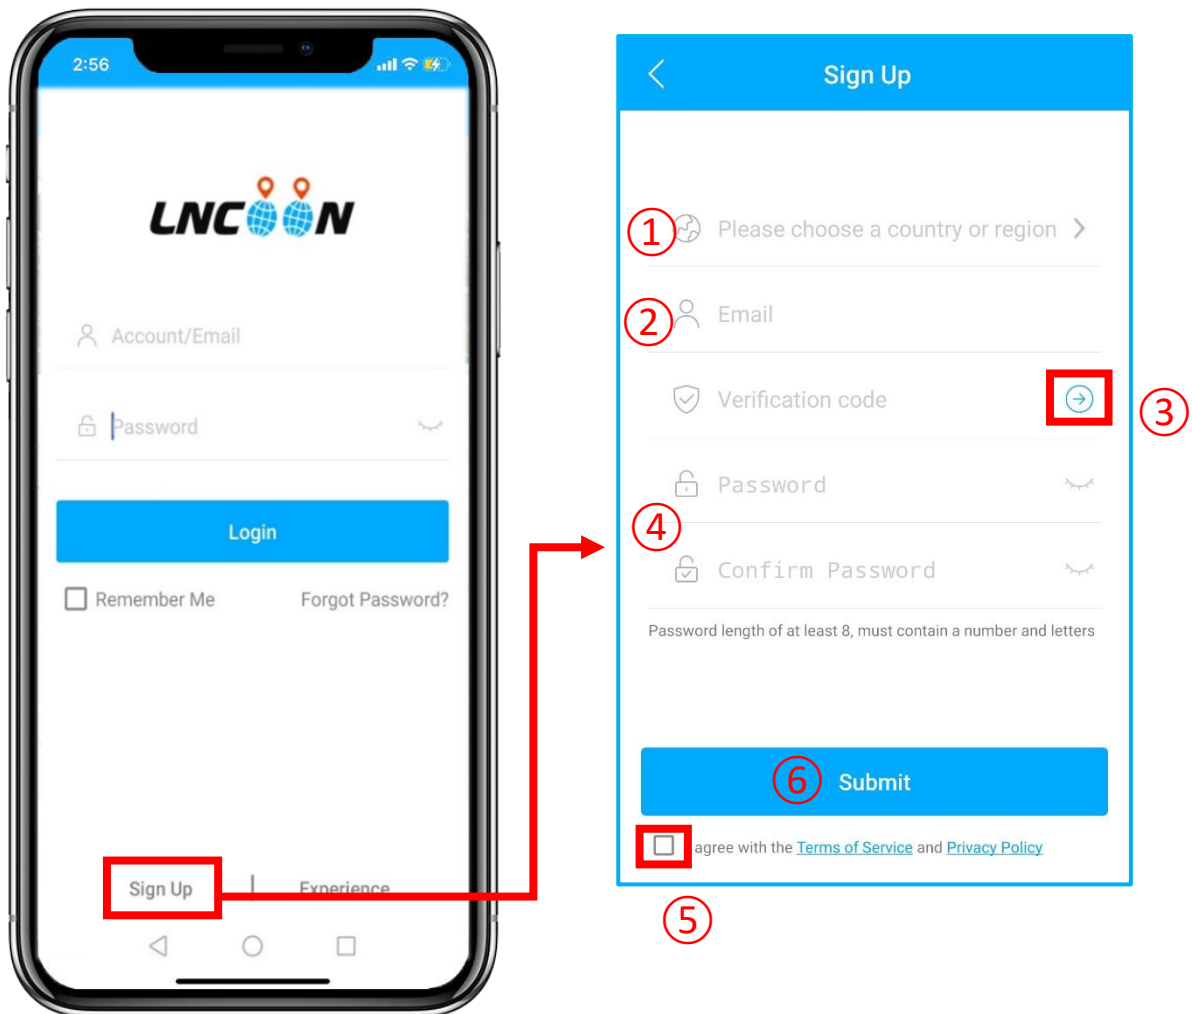 2:56
LNCOON
Account/Email
Password
Login
Remember Me Forgot Password?
Sign Up | Experience
Sign Up
① Please choose a country or region
② Email
Verification code ③
Password
④
Confirm Password
Password length of at least 8, must contain a number and letters
⑥ Submit
agree with the Terms of Service and Privacy Policy
⑤